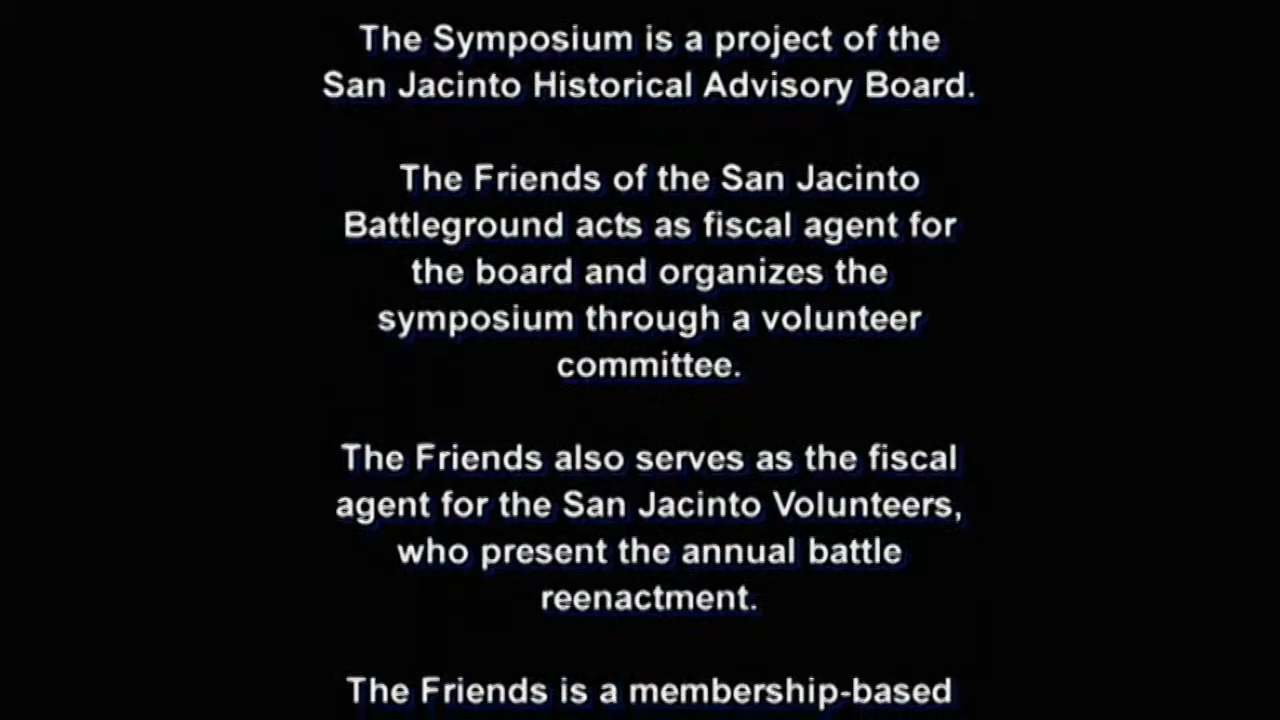 The Symposium is a project of the
San Jacinto Historical Advisory Board.
The Friends of the San Jacinto
Battleground acts as fiscal agent for
the board and organizes the
symposium through a volunteer
committee.
The Friends also serves as the fiscal
agent for the San Jacinto Volunteers,
who present the annual battle
reenactment.
The Friends is a membership-based